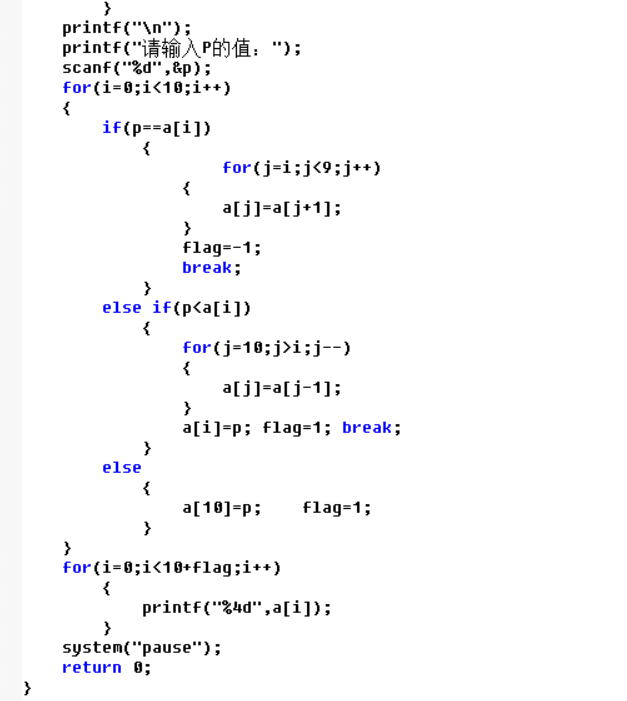 }
printf("\n");
printf("请输入P的值：");
scanf("%d",&p);
for(i=0;i<10;i++)
{
if(p==a[i])
{
for(j=i;j<9;j++)
{
a[j]=a[j+1];
}
flag=-1;
break;
}
else if(p<a[i])
{
for(j=10;j>i;j--)
{
a[j]=a[j-1];
}
a[i]=p; flag=1; break;
}
else
{
a[10]=p;    flag=1;
}
}
for(i=0;i<10+flag;i++)
{
printf("%4d",a[i]);
}
system("pause");
return 0;
}